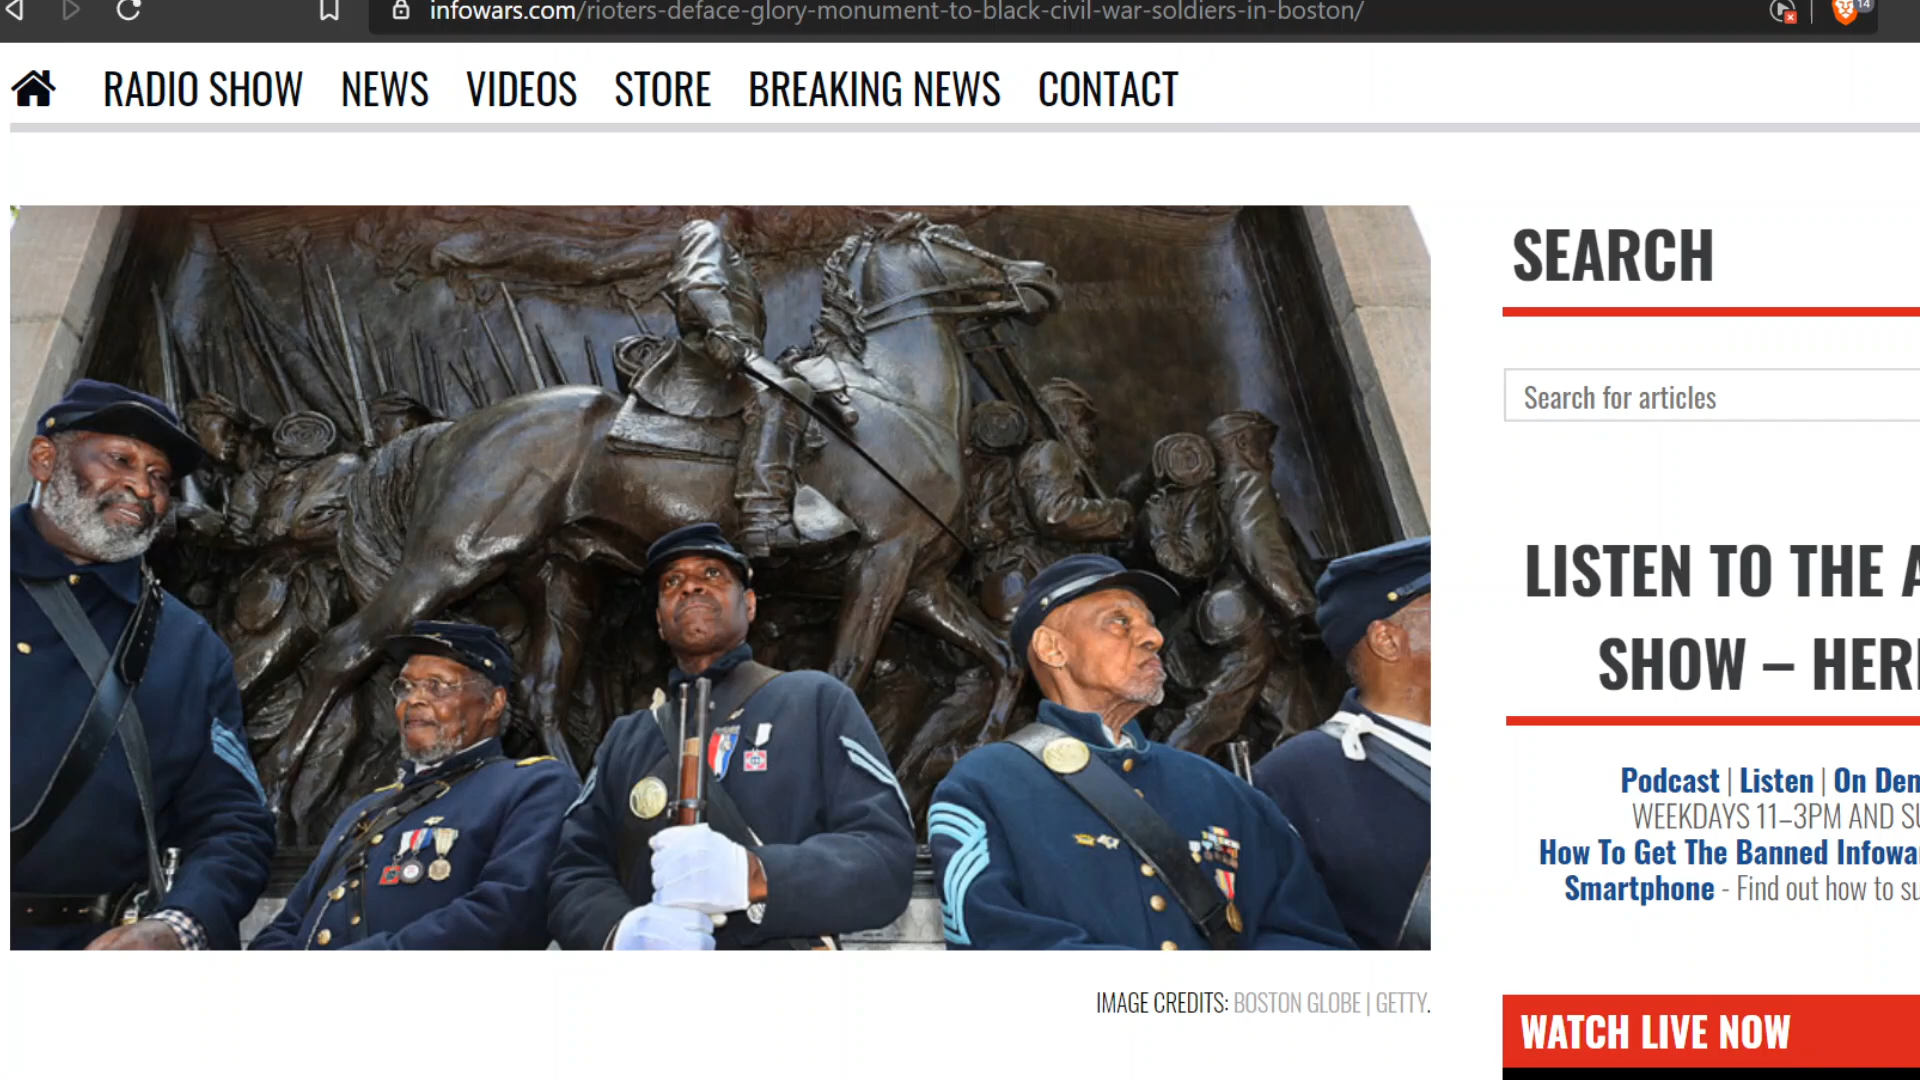 infowars.com/rioters-deface-glory-monument-to-black-civil-war-soldiers-in-boston/
14
RADIO SHOW NEWS VIDEOS STORE BREAKING NEWS CONTACT
SEARCH
Search for articles
LISTEN TO THE A
SHOW – HER
Podcast | Listen | On Dem
WEEKDAYS 11–3PM AND SU
How To Get The Banned Infowa
Smartphone - Find out how to su
IMAGE CREDITS: BOSTON GLOBE | GETTY.
WATCH LIVE NOW